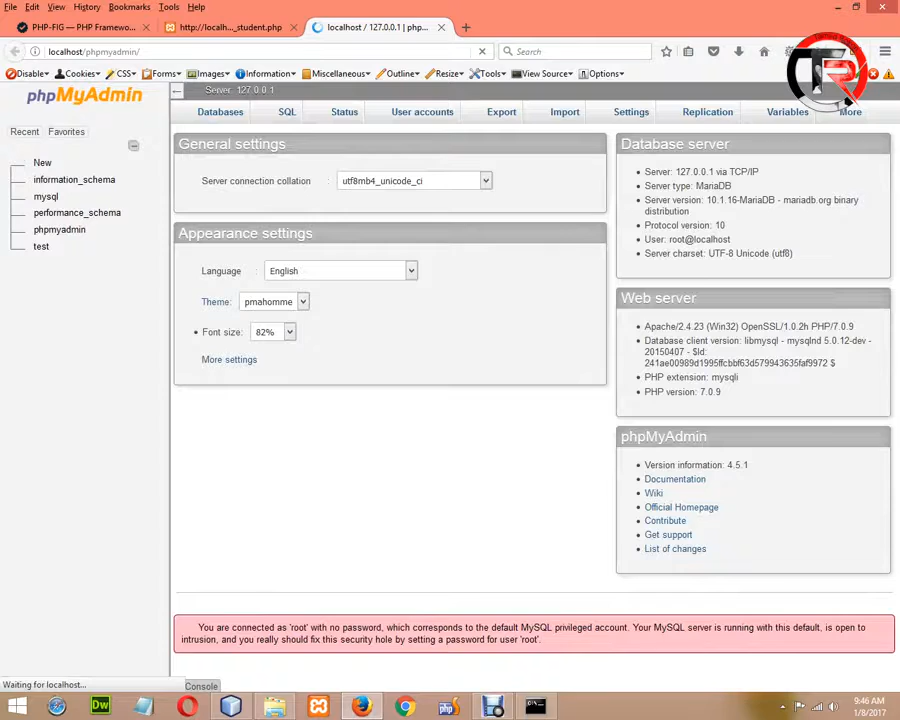 File Edit View History Bookmarks Tools Help
PHP-FIG — PHP Framewo... http://localh..._student.php localhost / 127.0.0.1 | php...
localhost/phpmyadmin/ Search
Disable Cookies CSS Forms Images Information Miscellaneous Outline Resize Tools View Source Options
phpMyAdmin
Server: 127.0.0.1
Databases SQL Status User accounts Export Import Settings Replication Variables More
Recent Favorites
New
information_schema
mysql
performance_schema
phpmyadmin
test
General settings
Server connection collation : utf8mb4_unicode_ci
Appearance settings
Language : English
Theme: pmahomme
Font size: 82%
More settings
Database server
Server: 127.0.0.1 via TCP/IP
Server type: MariaDB
Server version: 10.1.16-MariaDB - mariadb.org binary
distribution
Protocol version: 10
User: root@localhost
Server charset: UTF-8 Unicode (utf8)
Web server
Apache/2.4.23 (Win32) OpenSSL/1.0.2h PHP/7.0.9
Database client version: libmysql - mysqlnd 5.0.12-dev -
20150407 - $Id:
241ae00989d1995ffcbbf63d579943635faf9972 $
PHP extension: mysqli
PHP version: 7.0.9
phpMyAdmin
Version information: 4.5.1
Documentation
Wiki
Official Homepage
Contribute
Get support
List of changes
You are connected as 'root' with no password, which corresponds to the default MySQL privileged account. Your MySQL server is running with this default, is open to
intrusion, and you really should fix this security hole by setting a password for user 'root'.
Waiting for localhost...
Console
Dw
9:46 AM
1/8/2017